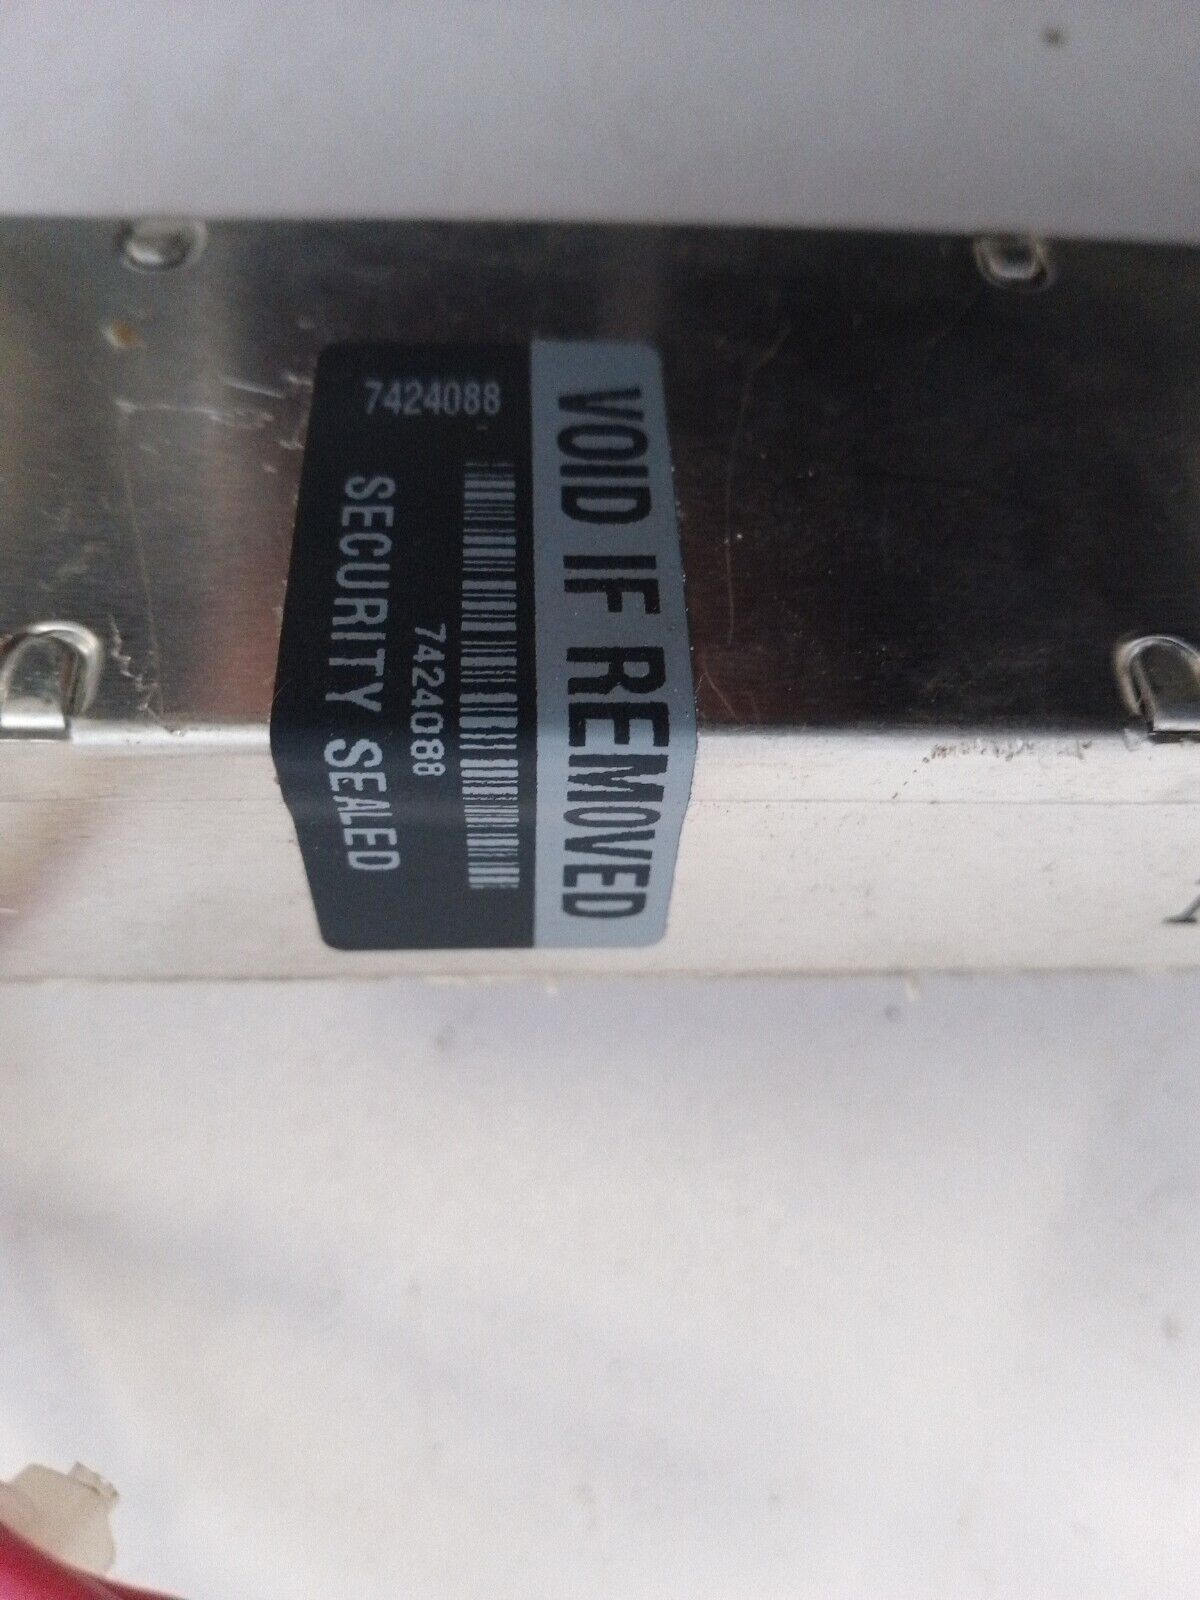 7424088
VOID IF REMOVED
7424088
SECURITY SEALED